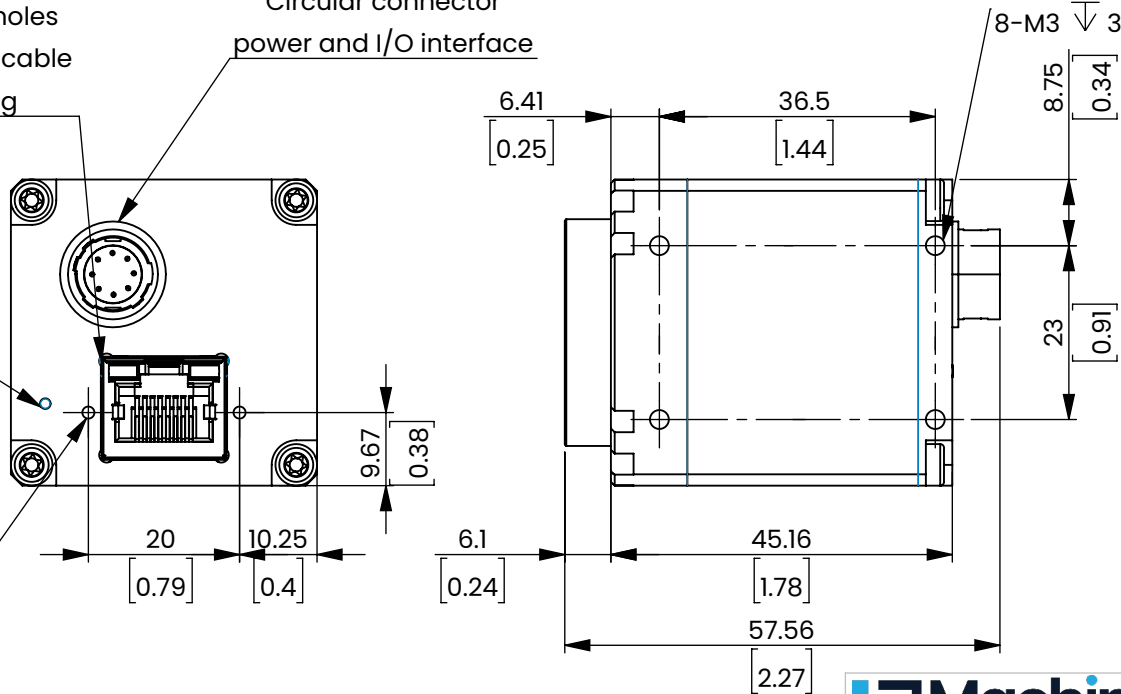 holes
Circular connector
cable
power and I/O interface
g
8-M3 ↧ 3
6.41
[0.25]
36.5
[1.44]
8.75
[0.34]
23
[0.91]
9.67
[0.38]
20
[0.79]
10.25
[0.4]
6.1
[0.24]
45.16
[1.78]
57.56
[2.27]
Machin